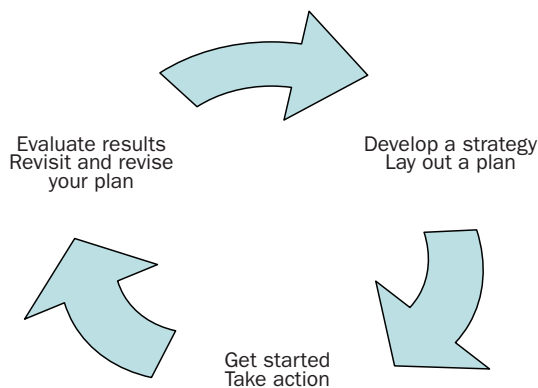 Evaluate results
Revisit and revise
your plan
Develop a strategy
Lay out a plan
Get started
Take action